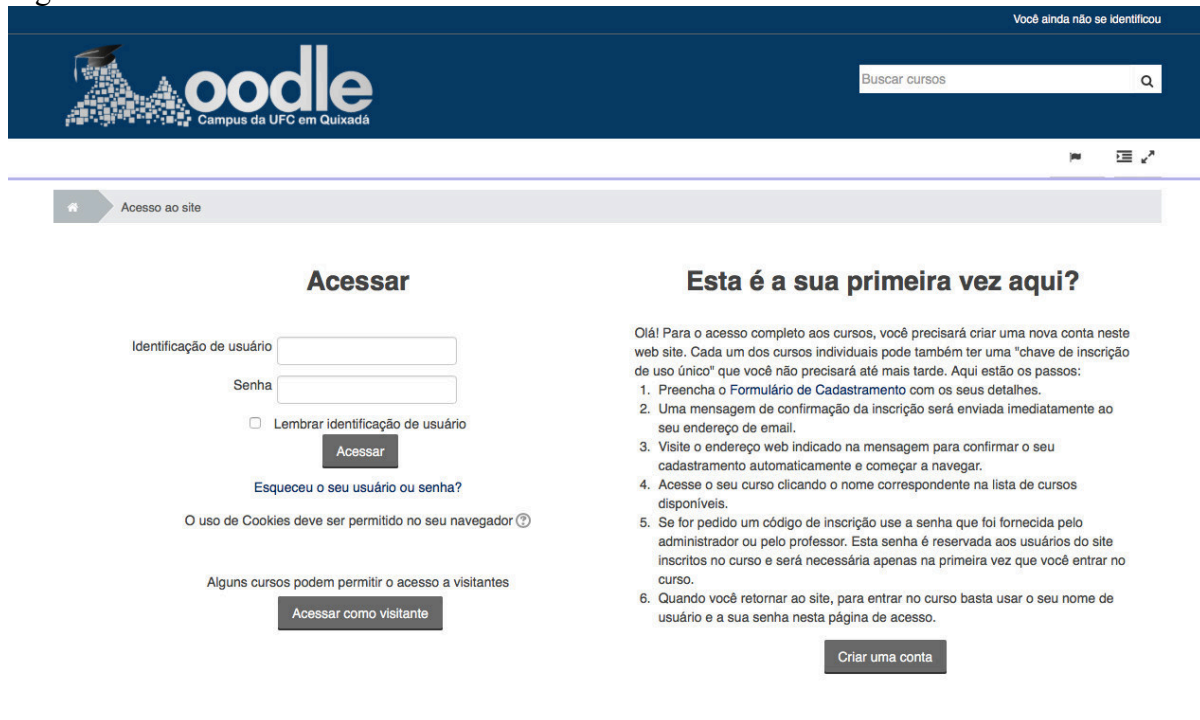 Você ainda não se identificou
oodle
Campus da UFC em Quixadá
Buscar cursos
Acesso ao site
Acessar
Identificação de usuário
Senha
Lembrar identificação de usuário
Acessar
Esqueceu o seu usuário ou senha?
O uso de Cookies deve ser permitido no seu navegador
Alguns cursos podem permitir o acesso a visitantes
Acessar como visitante
Esta é a sua primeira vez aqui?
Olá! Para o acesso completo aos cursos, você precisará criar uma nova conta neste
web site. Cada um dos cursos individuais pode também ter uma "chave de inscrição
de uso único" que você não precisará até mais tarde. Aqui estão os passos:
1. Preencha o Formulário de Cadastramento com os seus detalhes.
2. Uma mensagem de confirmação da inscrição será enviada imediatamente ao
seu endereço de email.
3. Visite o endereço web indicado na mensagem para confirmar o seu
cadastramento automaticamente e começar a navegar.
4. Acesse o seu curso clicando o nome correspondente na lista de cursos
disponíveis.
5. Se for pedido um código de inscrição use a senha que foi fornecida pelo
administrador ou pelo professor. Esta senha é reservada aos usuários do site
inscritos no curso e será necessária apenas na primeira vez que você entrar no
curso.
6. Quando você retornar ao site, para entrar no curso basta usar o seu nome de
usuário e a sua senha nesta página de acesso.
Criar uma conta